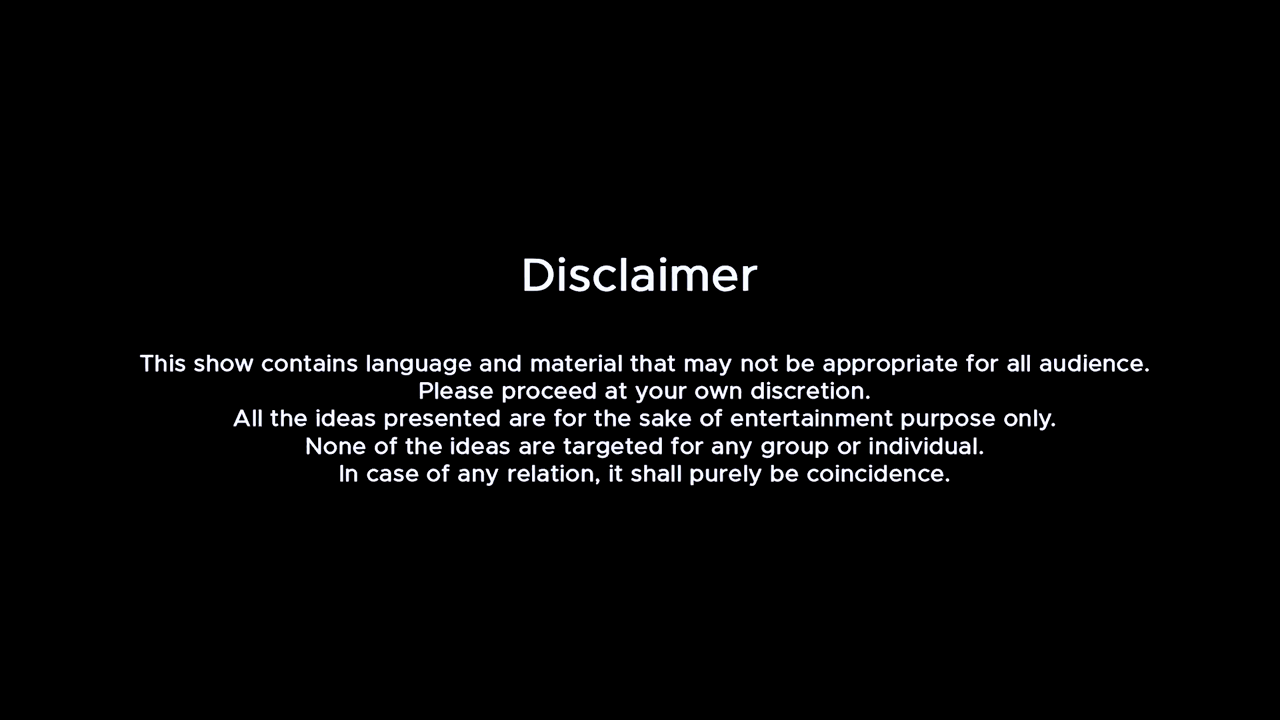 Disclaimer
This show contains language and material that may not be appropriate for all audience.
Please proceed at your own discretion.
All the ideas presented are for the sake of entertainment purpose only.
None of the ideas are targeted for any group or individual.
In case of any relation, it shall purely be coincidence.